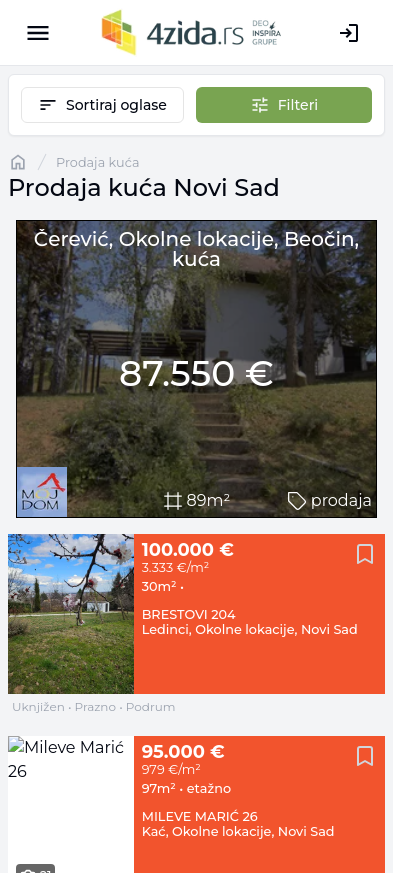 4zida.rs DEO INSPIRA GRUPE
Sortiraj oglase
Filteri
/ Prodaja kuća
Prodaja kuća Novi Sad
Čerević, Okolne lokacije, Beočin,
kuća
87.550 €
MOJ
DOM
89m²
prodaja
100.000 €
3.333 €/m²
30m² •
BRESTOVI 204
Ledinci, Okolne lokacije, Novi Sad
Uknjižen • Prazno • Podrum
Mileve Marić
26
95.000 €
979 €/m²
97m² • etažno
MILEVE MARIĆ 26
Kać, Okolne lokacije, Novi Sad